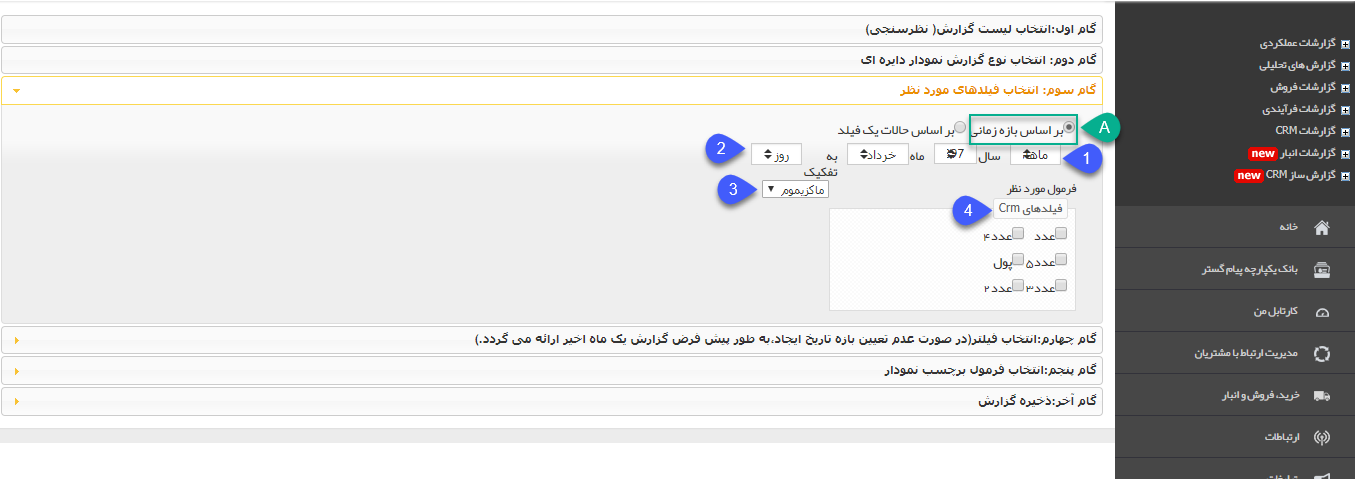 گام اول:انتخاب لیست گزارش( نظرسنجی)
گام دوم: انتخاب نوع گزارش نمودار دایره ای
گام سوم: انتخاب فیلدهای مورد نظر
بر اساس بازه زمانی بر اساس حالات یک فیلد
A
ماهه سال 97 ماه خرداد به تفکیک روز
1
2
ماکزیموم
3
فرمول مورد نظر
فیلدهای Crm
4
عدد عدد۴
عدد۵ پول
عدد۳ عدد۲
گام چهارم:انتخاب فیلتر(در صورت عدم تعیین بازه تاریخ ایجاد،به طور پیش فرض گزارش یک ماه اخیر ارائه می گردد.)
گام پنجم:انتخاب فرمول برچسب نمودار
گام آخر:ذخیره گزارش
گزارشات عملکردی
گزارش های تحلیلی
گزارشات فروش
گزارشات فرآیندی
گزارشات CRM
گزارشات انبار new
گزارش ساز CRM new
خانه
بانک یکپارچه پیام گستر
کارتابل من
مدیریت ارتباط با مشتریان
خرید، فروش و انبار
ارتباطات